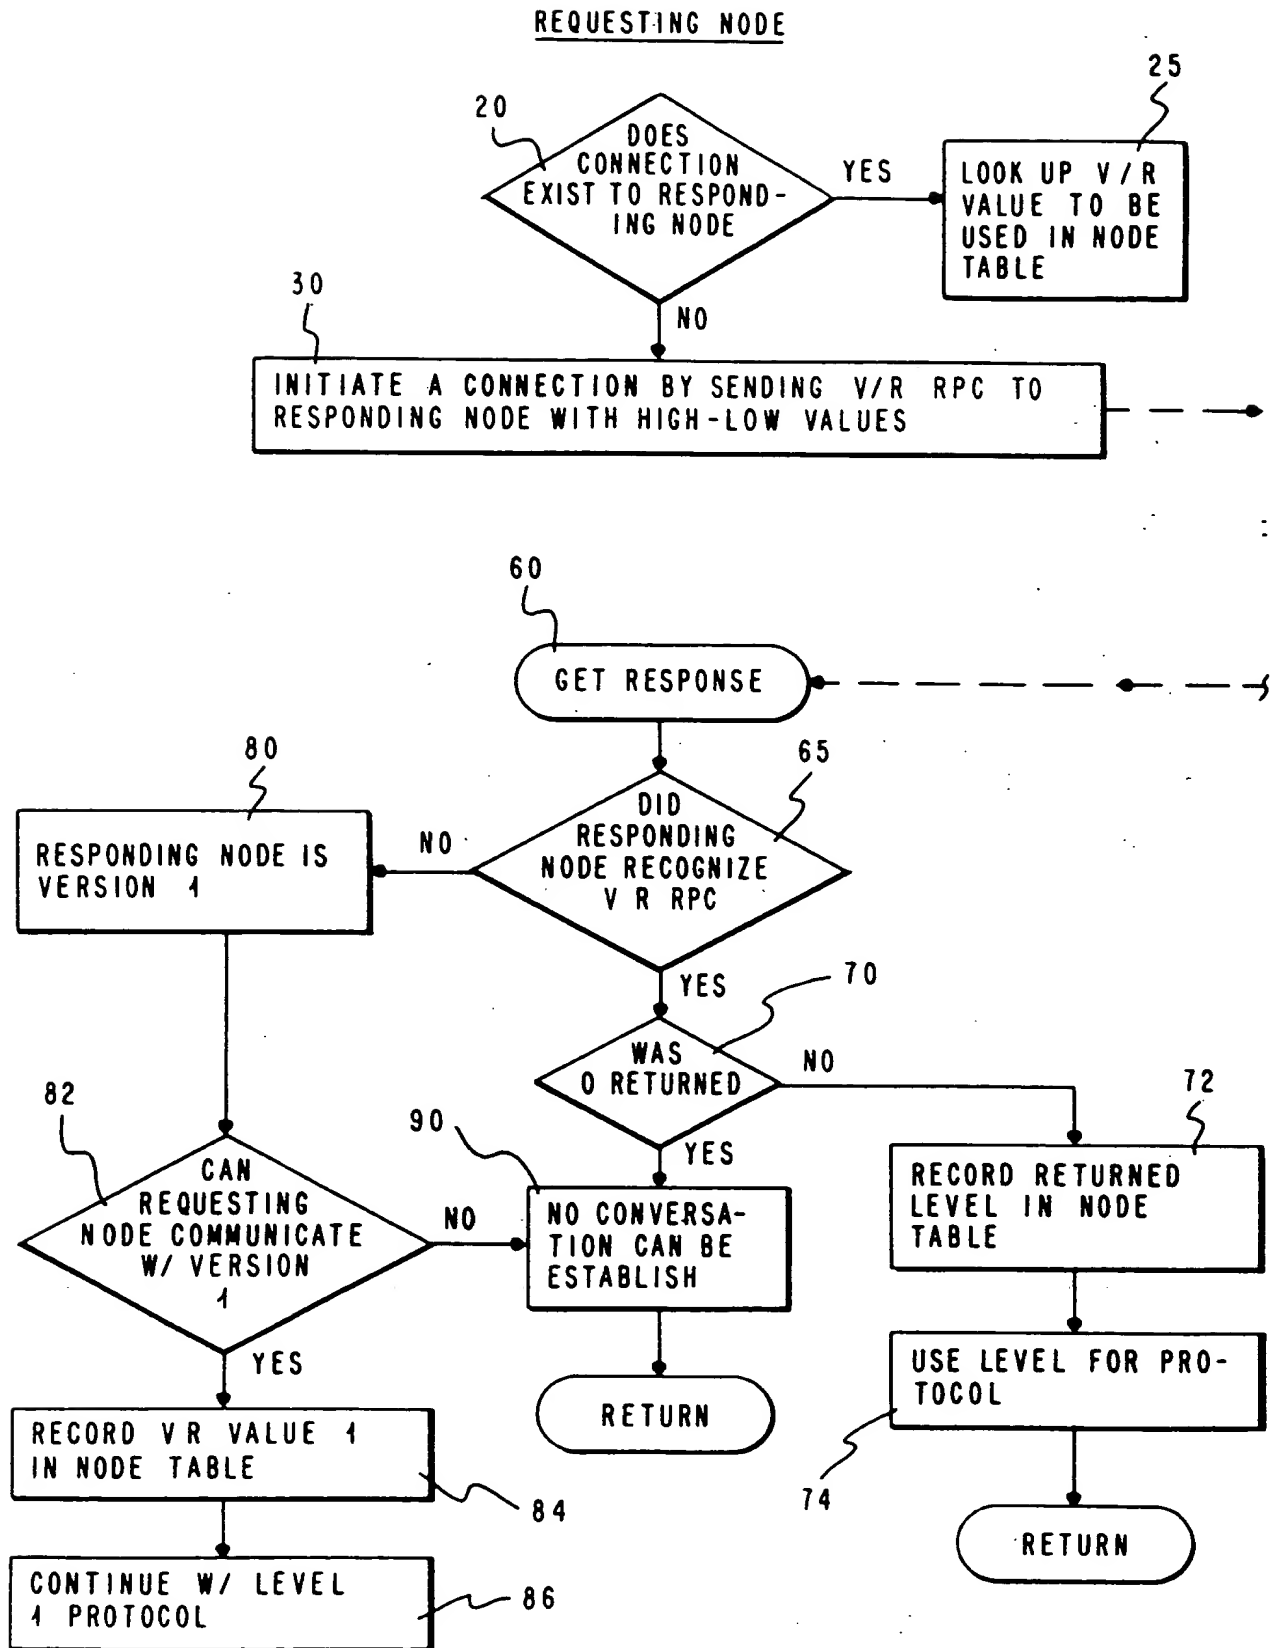 REQUESTING NODE
25
20
DOES
CONNECTION
EXIST TO RESPOND-
ING NODE
YES
LOOK UP V/R
VALUE TO BE
USED IN NODE
TABLE
30
NO
INITIATE A CONNECTION BY SENDING V/R RPC TO
RESPONDING NODE WITH HIGH-LOW VALUES
60
GET RESPONSE
80
65
RESPONDING NODE IS
VERSION 1
NO
DID
RESPONDING
NODE RECOGNIZE
V R RPC
YES
70
WAS
0 RETURNED
NO
82
90
YES
72
CAN
REQUESTING
NODE COMMUNICATE
W/ VERSION
1
NO
NO CONVERSA-
TION CAN BE
ESTABLISH
RECORD RETURNED
LEVEL IN NODE
TABLE
YES
USE LEVEL FOR PRO-
TOCOL
RETURN
RECORD VR VALUE 1
IN NODE TABLE
84
74
RETURN
CONTINUE W/ LEVEL
1 PROTOCOL
86